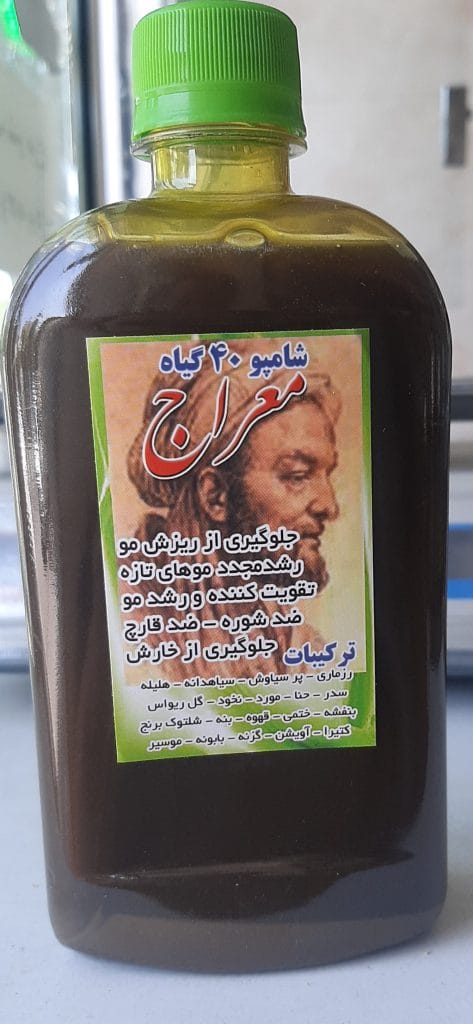 شامپو ۴۰ گیاه
معراج
جلوگیری از ریزش مو
رشدمجدد موهای تازه
تقویت کننده و رشد مو
ضد شوره - ضد قارچ
جلوگیری از خارش
ترکیبات
رزماری - پر سیاوش - سیاهدانه - هلیله
سدر - حنا - مورد - نخود - گل ریواس
بنفشه - ختمی - قهوه - بنه - شلتوک برنج
کتیرا - آویشن - گزنه - بابونه - موسیر